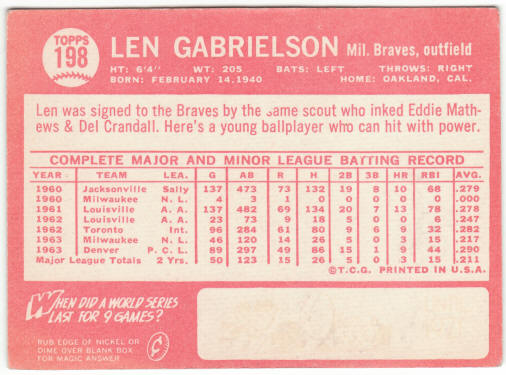 TOPPS
198
LEN GABRIELSON Mil. Braves, outfield
HT: 6'4" WT: 205 BATS: LEFT THROWS: RIGHT
BORN: FEBRUARY 14, 1940 HOME: OAKLAND, CAL.
Len was signed to the Braves by the same scout who inked Eddie Math-
ews & Del Crandall. Here's a young ballplayer who can hit with power.
COMPLETE MAJOR AND MINOR LEAGUE BATTING RECORD
YEAR TEAM LEA. G AB R H 2B 3B HR RBI AVG.
1960 Jacksonville Sally 137 473 73 132 19 8 10 68 .279
1960 Milwaukee N. L. 4 3 1 0 0 0 0 0 .000
1961 Louisville A. A. 137 482 69 134 20 7 13 78 .278
1962 Louisville A. A. 23 73 9 18 5 0 0 6 .247
1962 Toronto Int. 96 284 61 80 9 6 9 32 .282
1963 Milwaukee N. L. 46 120 14 26 5 0 3 15 .217
1963 Denver P. C. L. 89 297 49 86 15 1 9 44 .290
Major League Totals 2 Yrs. 50 123 15 26 5 0 3 15 .211
©T.C.G. PRINTED IN U.S.A.
WHEN DID A WORLD SERIES
LAST FOR 9 GAMES?
RUB EDGE OF NICKEL OR
DIME OVER BLANK BOX
FOR MAGIC ANSWER